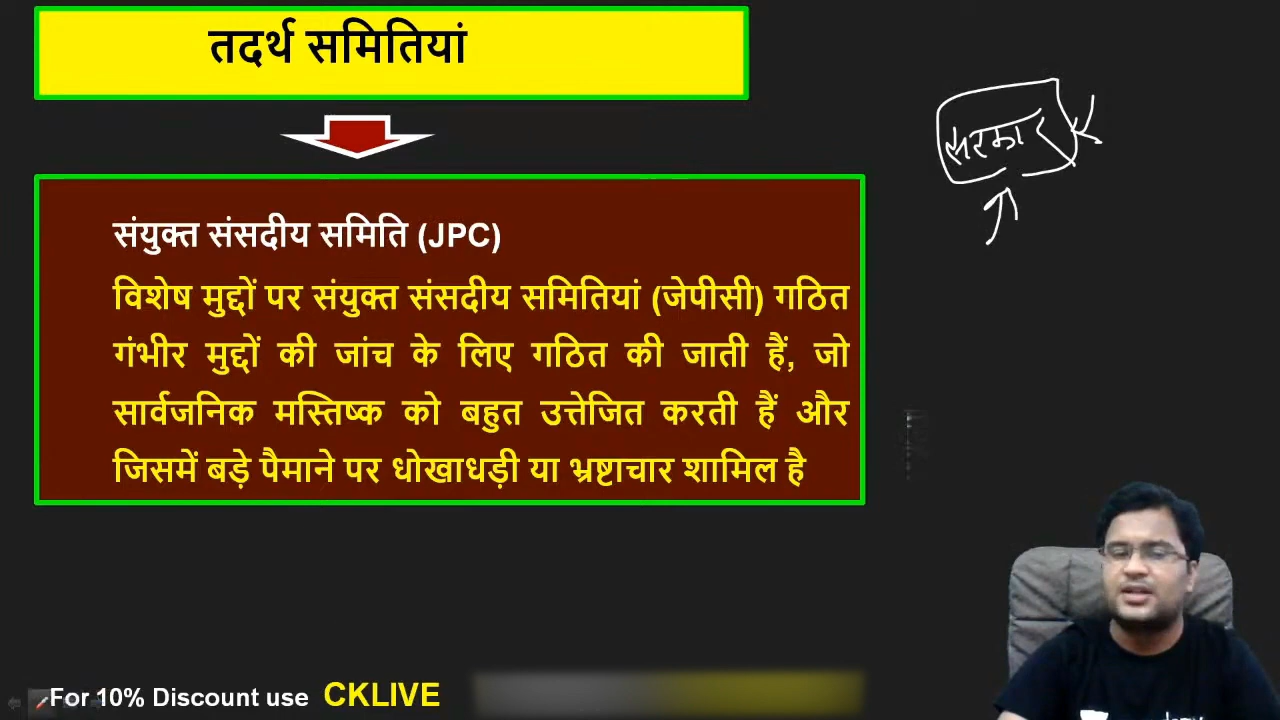 तदर्थ समितियां
सरकार
संयुक्त संसदीय समिति (JPC)
विशेष मुद्दों पर संयुक्त संसदीय समितियां (जेपीसी) गठित
गंभीर मुद्दों की जांच के लिए गठित की जाती हैं, जो
सार्वजनिक मस्तिष्क को बहुत उत्तेजित करती हैं और
जिसमें बड़े पैमाने पर धोखाधड़ी या भ्रष्टाचार शामिल है
For 10% Discount use CKLIVE